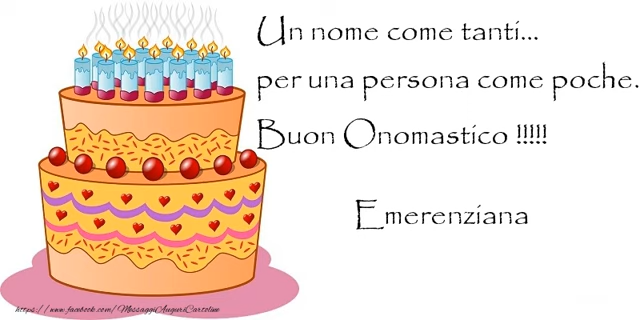 Un nome come tanti...
per una persona come poche.
Buon Onomastico !!!!!
Emerenziana
https://www.facebook.com/MessaggiAuguriCartoline